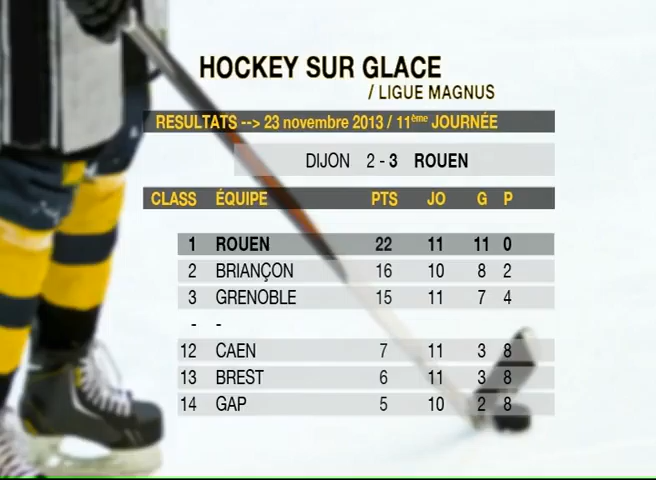 HOCKEY SUR GLACE
/ LIGUE MAGNUS
RESULTATS --> 23 novembre 2013 / 11ème JOURNÉE
DIJON 2 - 3 ROUEN
CLASS ÉQUIPE PTS JO G P
1 ROUEN 22 11 11 0
2 BRIANÇON 16 10 8 2
3 GRENOBLE 15 11 7 4
- -
12 CAEN 7 11 3 8
13 BREST 6 11 3 8
14 GAP 5 10 2 8